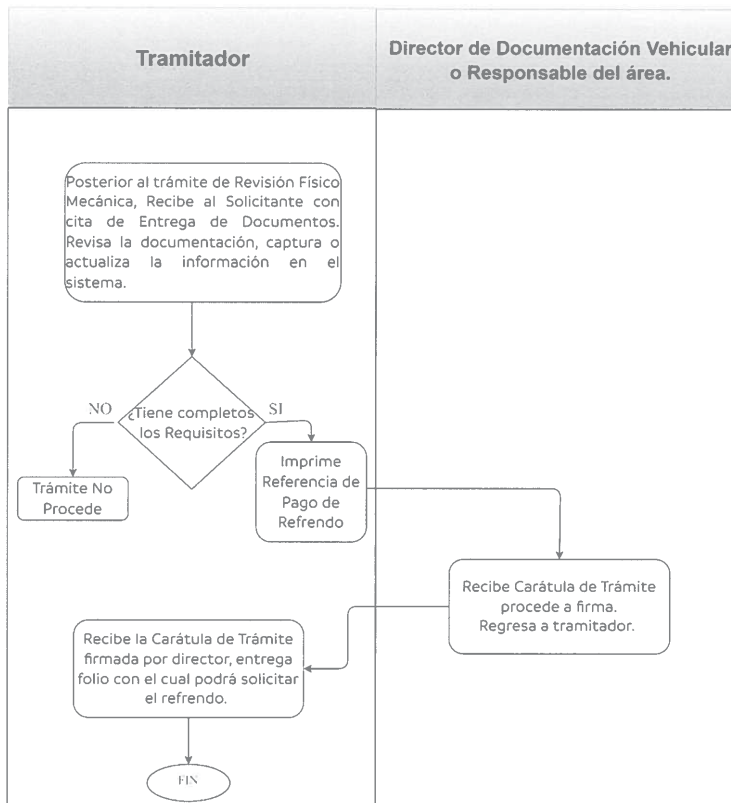 Tramitador
Director de Documentación Vehicular
o Responsable del área.
Posterior al trámite de Revisión Físico
Mecánica, Recibe al Solicitante con
cita de Entrega de Documentos.
Revisa la documentación, captura o
actualiza la información en el
sistema.
NO
¿Tiene completos
los Requisitos?
SI
Trámite No
Procede
Imprime
Referencia de
Pago de
Refrendo
Recibe Carátula de Trámite
procede a firma.
Regresa a tramitador.
Recibe la Carátula de Trámite
firmada por director, entrega
folio con el cual podrá solicitar
el refrendo.
FIN